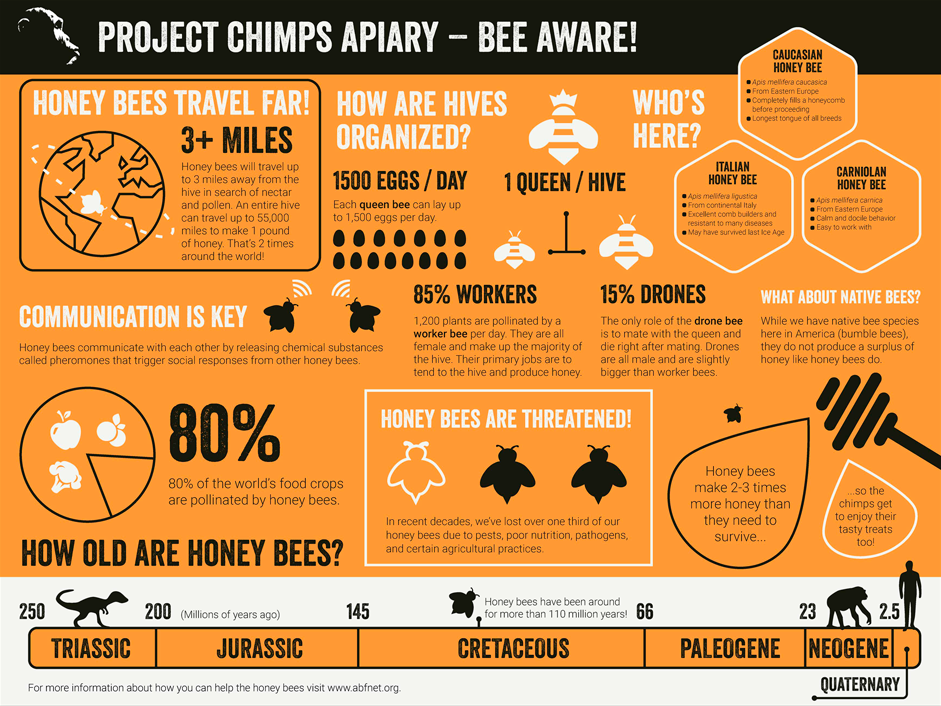 PROJECT CHIMPS APIARY – BEE AWARE!
HONEY BEES TRAVEL FAR!
3+ MILES
Honey bees will travel up
to 3 miles away from the
hive in search of nectar
and pollen. An entire hive
can travel up to 55,000
miles to make 1 pound
of honey. That's 2 times
around the world!
HOW ARE HIVES
ORGANIZED?
1500 EGGS / DAY
Each queen bee can lay up
to 1,500 eggs per day.
1 QUEEN / HIVE
85% WORKERS
1,200 plants are pollinated by a
worker bee per day. They are all
female and make up the majority of
the hive. Their primary jobs are to
tend to the hive and produce honey.
15% DRONES
The only role of the drone bee
is to mate with the queen and
die right after mating. Drones
are all male and are slightly
bigger than worker bees.
WHO'S
HERE?
CAUCASIAN
HONEY BEE
Apis mellifera caucasica
From Eastern Europe
Completely fills a honeycomb
before proceeding
Longest tongue of all breeds
ITALIAN
HONEY BEE
Apis mellifera ligustica
From continental Italy
Excellent comb builders and
resistant to many diseases
May have survived last Ice Age
CARNIOLAN
HONEY BEE
Apis mellifera carnica
From Eastern Europe
Calm and docile behavior
Easy to work with
WHAT ABOUT NATIVE BEES?
While we have native bee species
here in America (bumble bees),
they do not produce a surplus of
honey like honey bees do.
COMMUNICATION IS KEY
Honey bees communicate with each other by releasing chemical substances
called pheromones that trigger social responses from other honey bees.
80%
80% of the world's food crops
are pollinated by honey bees.
HONEY BEES ARE THREATENED!
In recent decades, we've lost over one third of our
honey bees due to pests, poor nutrition, pathogens,
and certain agricultural practices.
Honey bees
make 2-3 times
more honey than
they need to
survive...
...so the
chimps get
to enjoy their
tasty treats
too!
HOW OLD ARE HONEY BEES?
250
200
(Millions of years ago)
145
Honey bees have been around
for more than 110 million years!
66
23
2.5
TRIASSIC
JURASSIC
CRETACEOUS
PALEOGENE
NEOGENE
QUATERNARY
For more information about how you can help the honey bees visit www.abfnet.org.